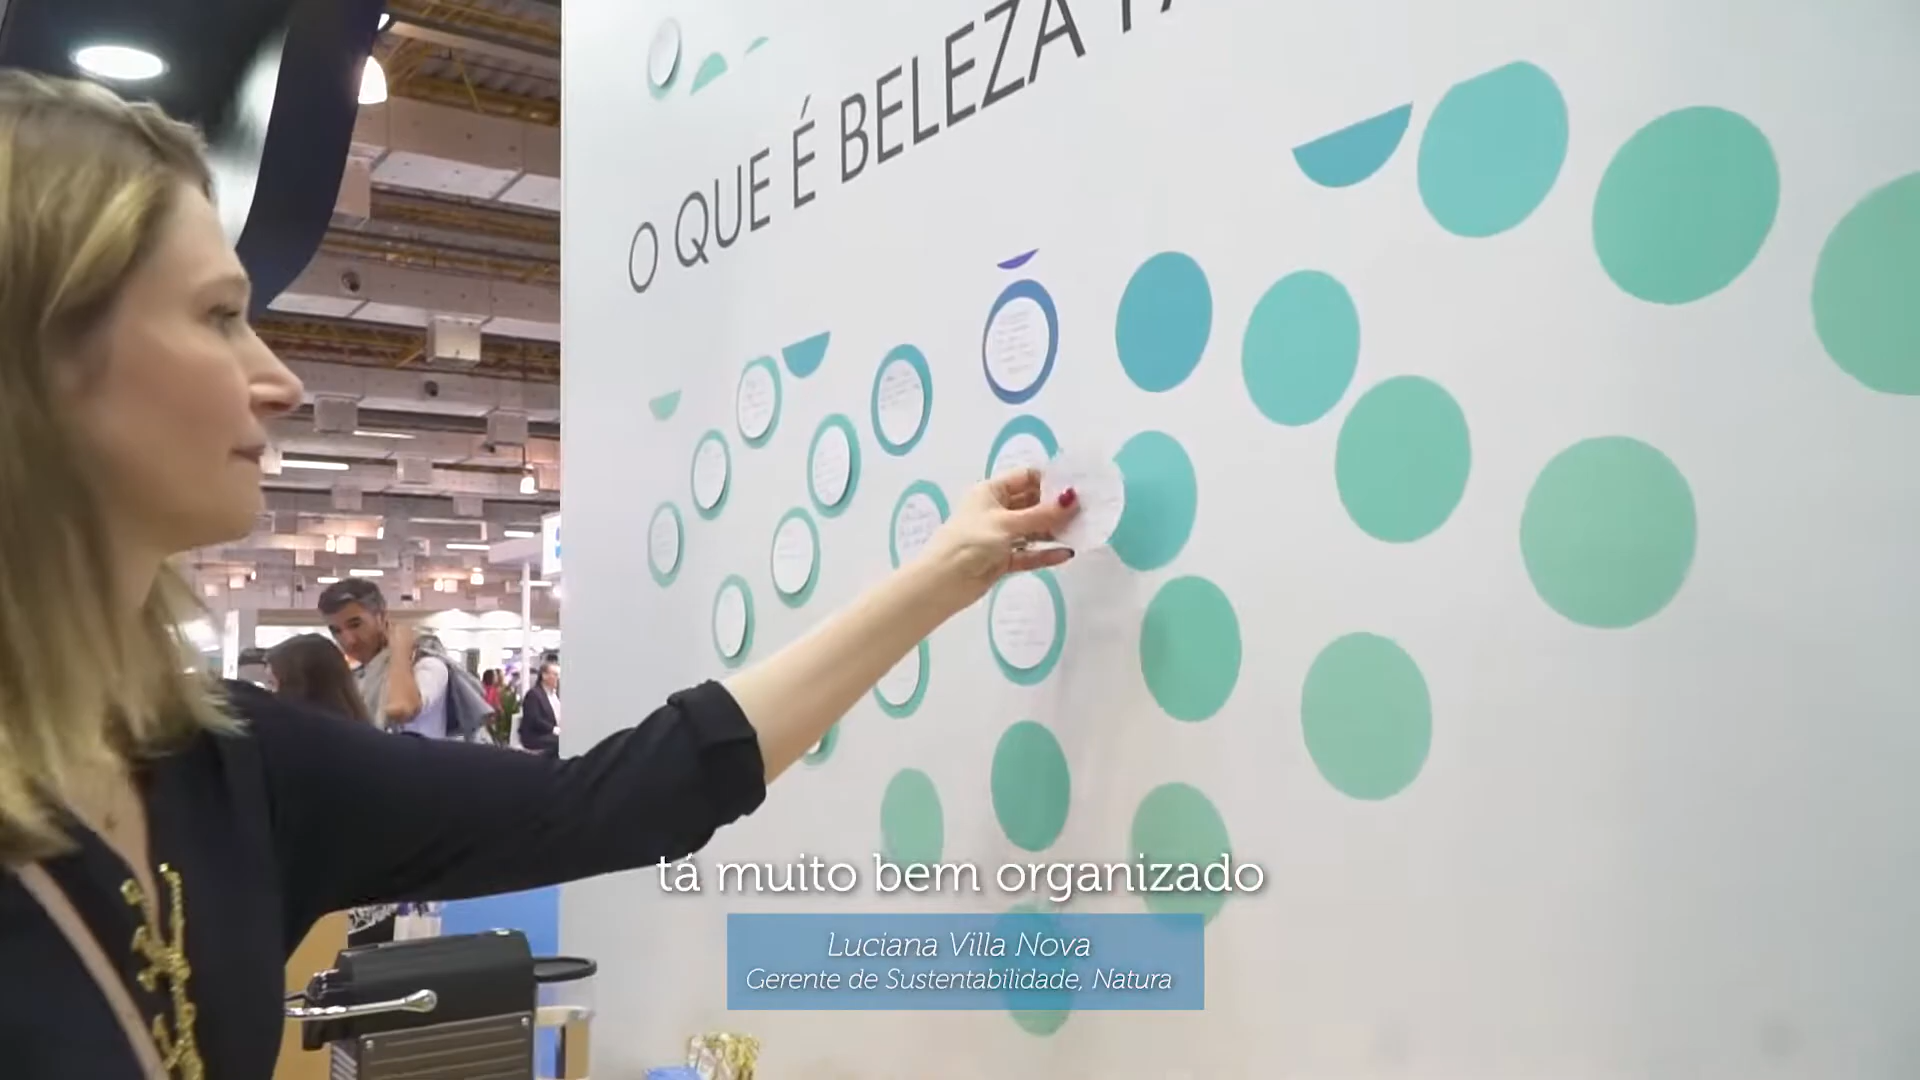 O QUE É BELEZA
tá muito bem organizado
Luciana Villa Nova
Gerente de Sustentabilidade, Natura